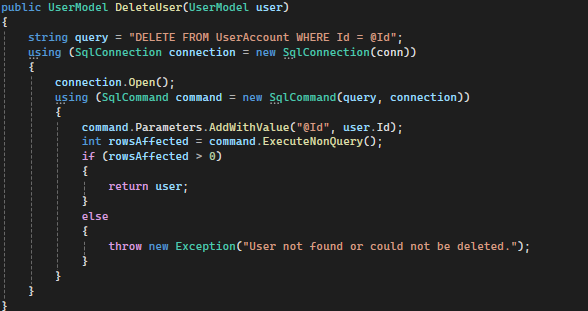 public UserModel DeleteUser(UserModel user)
{
    string query = "DELETE FROM UserAccount WHERE Id = @Id";
    using (SqlConnection connection = new SqlConnection(conn))
    {
        connection.Open();
        using (SqlCommand command = new SqlCommand(query, connection))
        {
            command.Parameters.AddWithValue("@Id", user.Id);
            int rowsAffected = command.ExecuteNonQuery();
            if (rowsAffected > 0)
            {
                return user;
            }
            else
            {
                throw new Exception("User not found or could not be deleted.");
            }
        }
    }
}